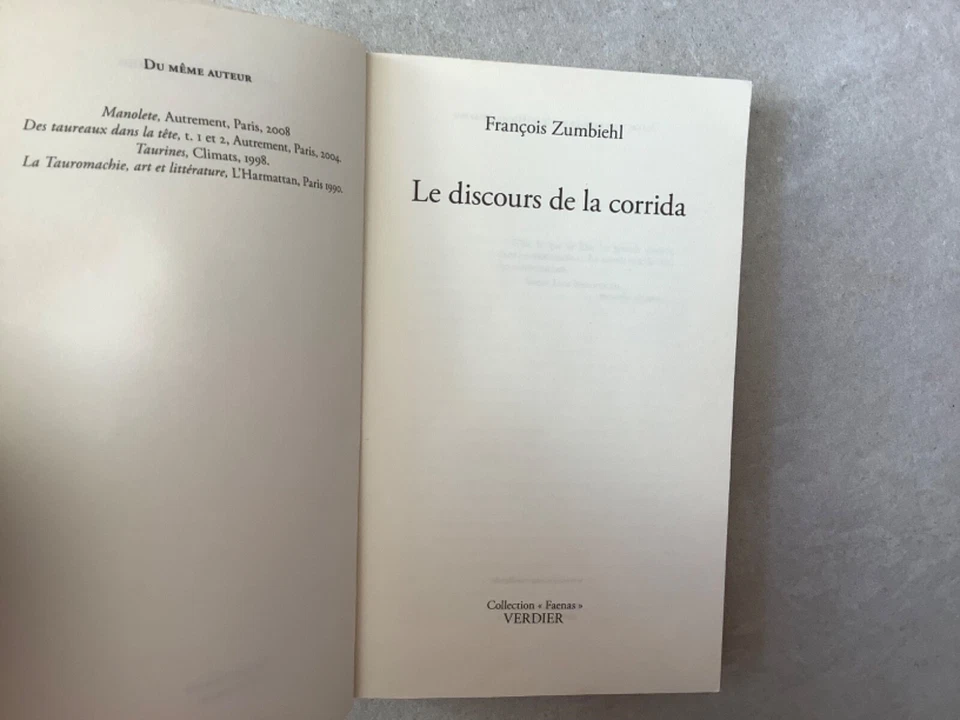 DU MÊME AUTEUR
Manolete, Autrement, Paris, 2008
Des taureaux dans la tête, t. 1 et 2, Autrement, Paris, 2004.
Taurines, Climats, 1998.
La Tauromachie, art et littérature, L'Harmattan, Paris 1990.
François Zumbiehl
Le discours de la corrida
Collection « Faenas »
VERDIER